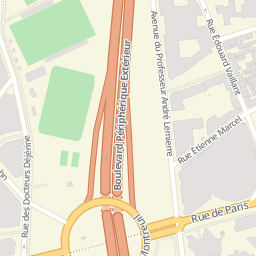 Boulevard Périphérique Extérieur
Avenue du Professeur André Lemierre
Rue Édouard Vaillant
Rue Étienne Marcel
Rue des Docteurs Déjerine
Rue de Paris
Montreuil